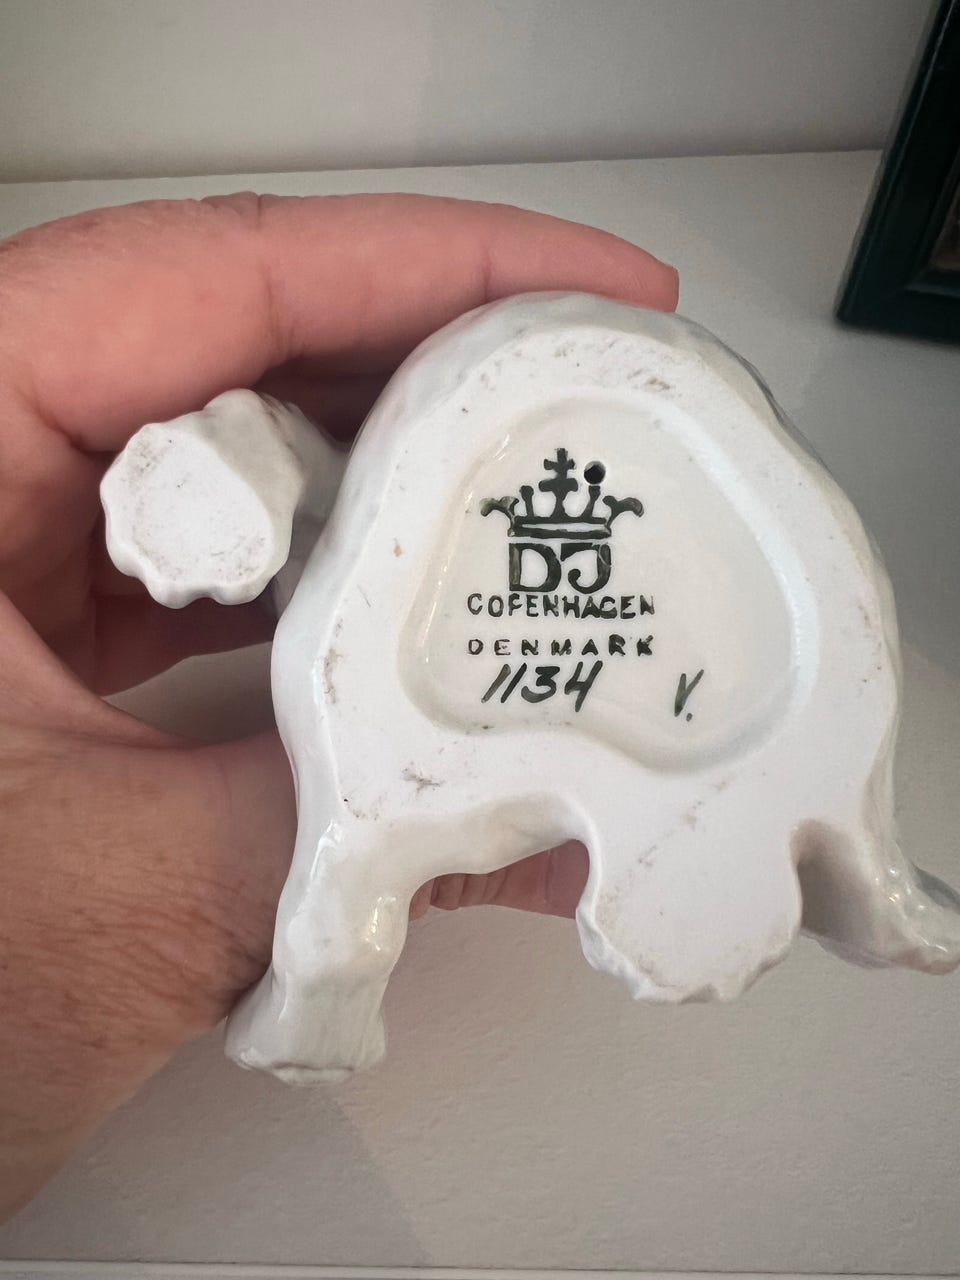 DJ
COPENHAGEN
DENMARK
1134 V.